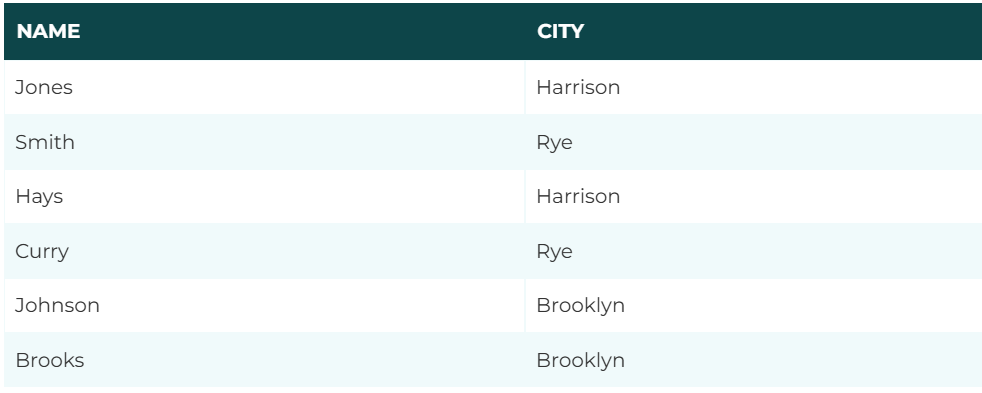 NAME CITY
Jones Harrison
Smith Rye
Hays Harrison
Curry Rye
Johnson Brooklyn
Brooks Brooklyn